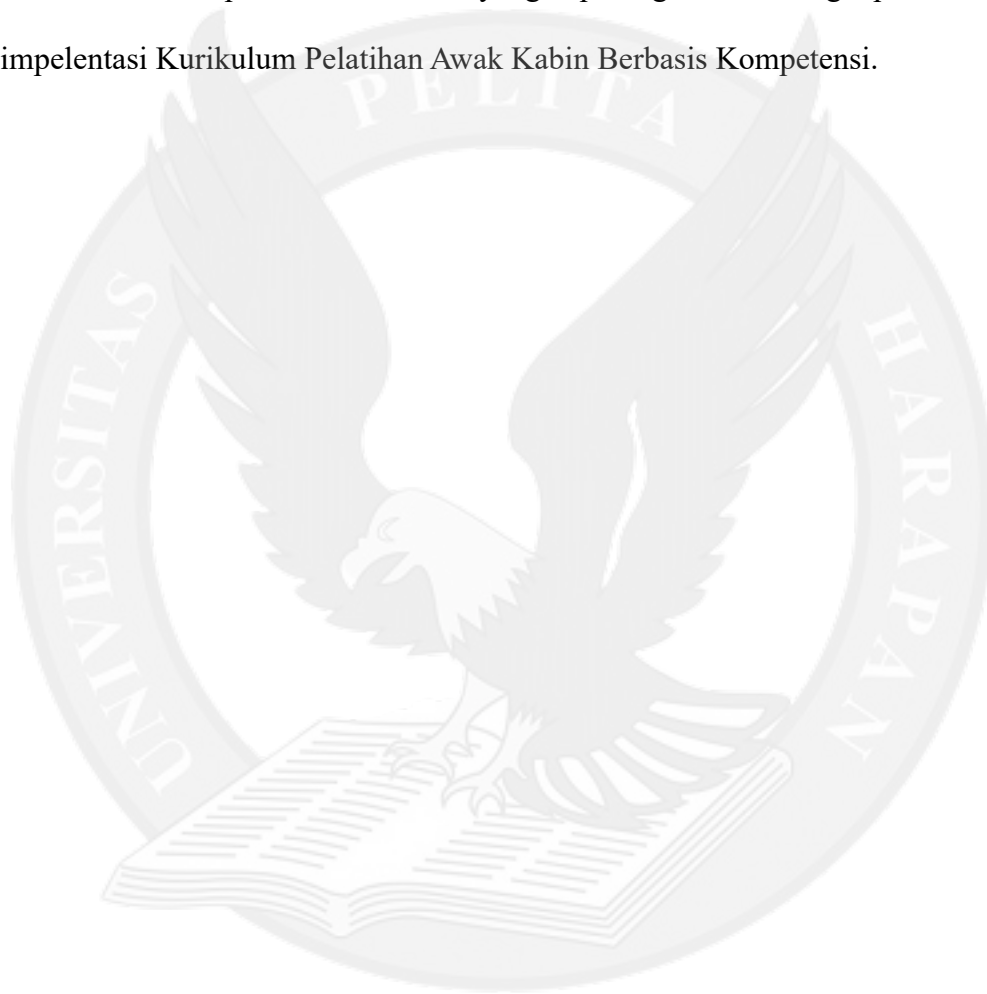 impelentasi Kurikulum Pelatihan Awak Kabin Berbasis Kompetensi.
PELITA
UNIVERSITAS
HARAPAN